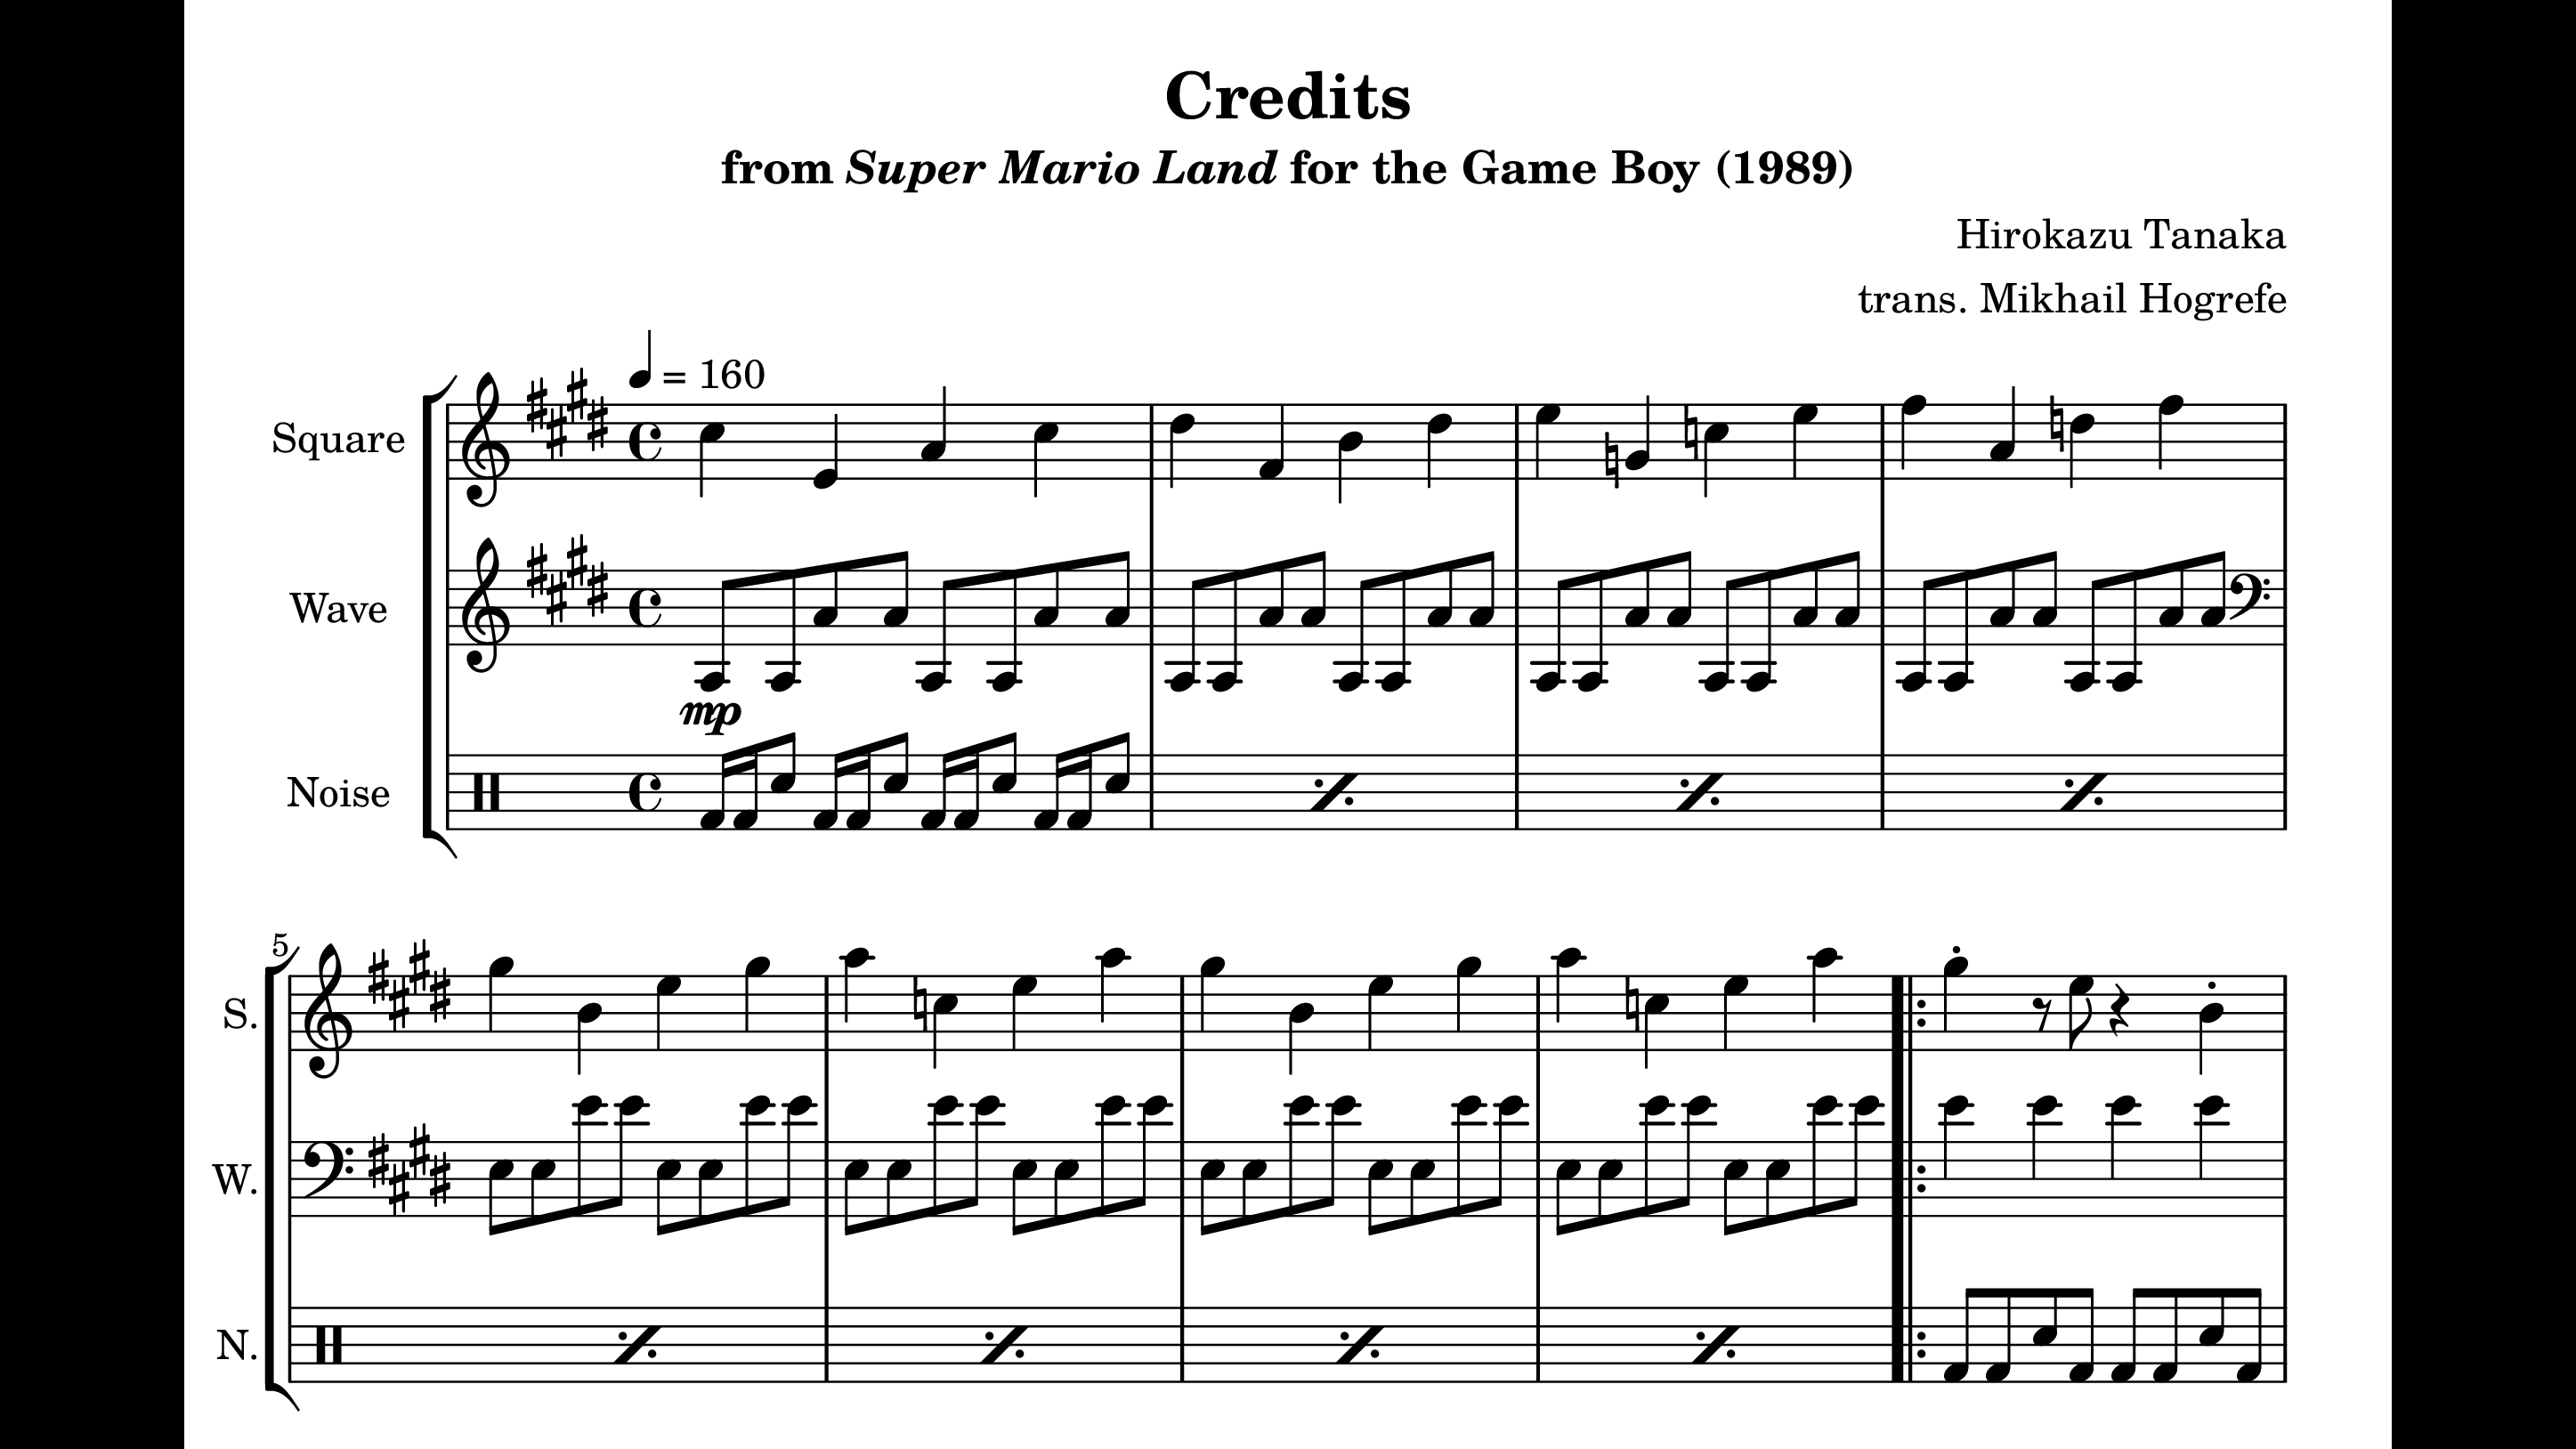 Credits
from Super Mario Land for the Game Boy (1989)
Hirokazu Tanaka
trans. Mikhail Hogrefe
♩ = 160
Square
Wave
mp
Noise
5
S.
W.
N.